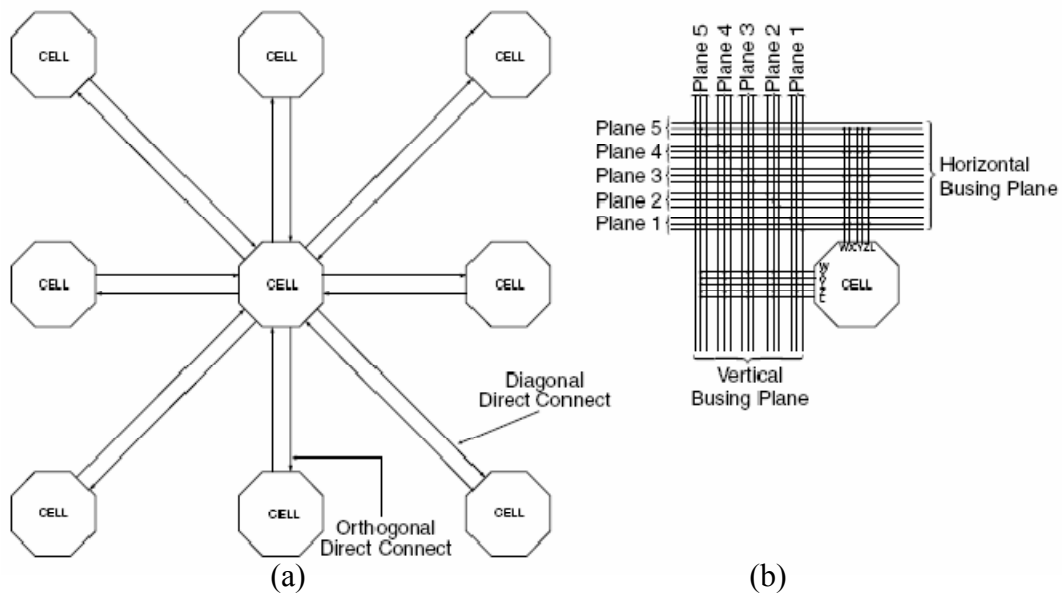 CELL
CELL
CELL
CELL
CELL
CELL
CELL
CELL
CELL
Diagonal
Direct Connect
Orthogonal
Direct Connect
(a)
Plane 5
Plane 4
Plane 3
Plane 2
Plane 1
Plane 5
Plane 4
Plane 3
Plane 2
Plane 1
Horizontal
Busing Plane
WXYZL
W
X
Y
Z
L
CELL
Vertical
Busing Plane
(b)